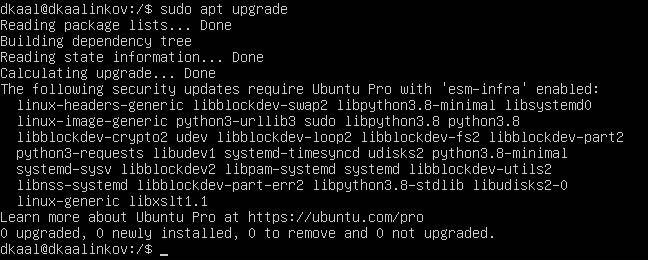 dkaal@dkaalinkov:/$ sudo apt upgrade
Reading package lists... Done
Building dependency tree
Reading state information... Done
Calculating upgrade... Done
The following security updates require Ubuntu Pro with 'esm-infra' enabled:
  linux-headers-generic libblockdev-swap2 libpython3.8-minimal libsystemd0
  linux-image-generic python3-urllib3 sudo libpython3.8 python3.8
  libblockdev-crypto2 udev libblockdev-loop2 libblockdev-fs2 libblockdev-part2
  python3-requests libudev1 systemd-timesyncd udisks2 python3.8-minimal
  systemd-sysv libblockdev2 libpam-systemd systemd libblockdev-utils2
  libnss-systemd libblockdev-part-err2 libpython3.8-stdlib libudisks2-0
  linux-generic libxslt1.1
Learn more about Ubuntu Pro at https://ubuntu.com/pro
0 upgraded, 0 newly installed, 0 to remove and 0 not upgraded.
dkaal@dkaalinkov:/$ _